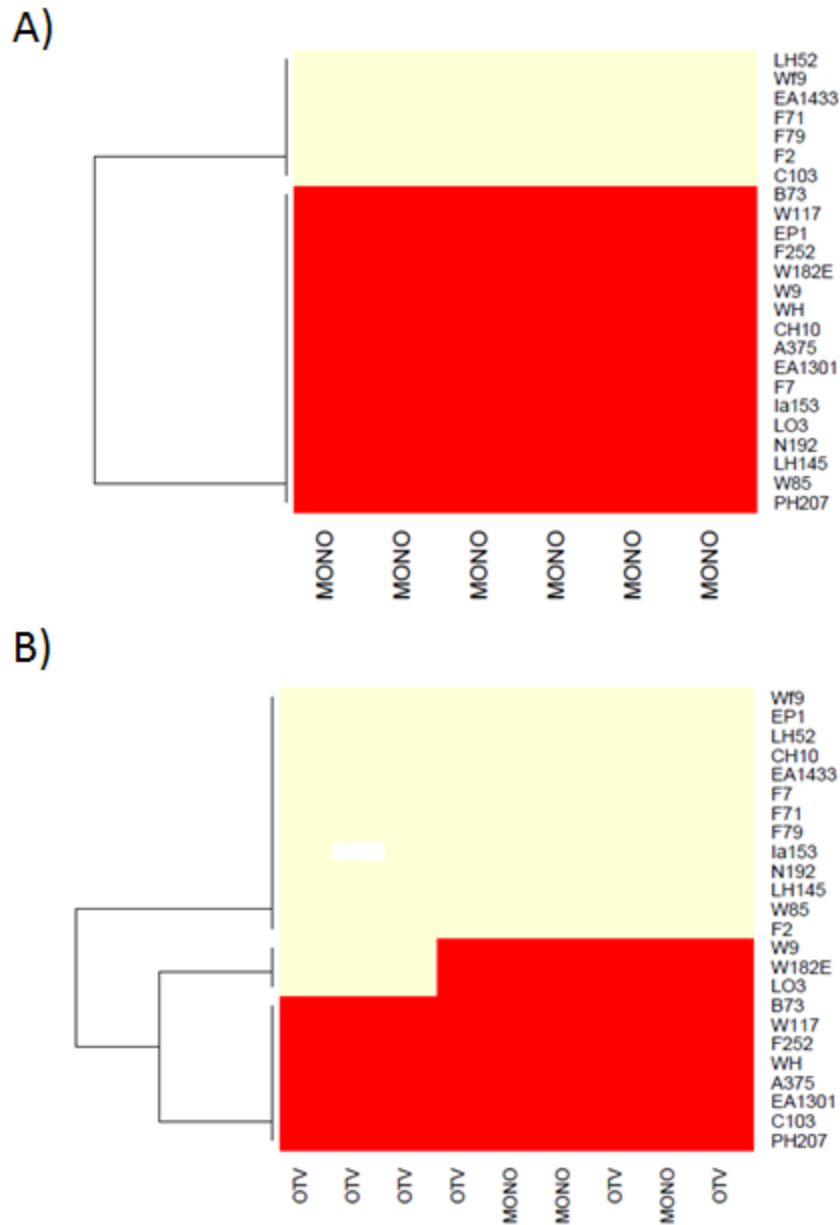 A)
LH52
Wf9
EA1433
F71
F79
F2
C103
B73
W117
EP1
F252
W182E
W9
WH
CH10
A375
EA1301
F7
Ia153
LO3
N192
LH145
W85
PH207
MONO MONO MONO MONO MONO MONO
B)
Wf9
EP1
LH52
CH10
EA1433
F7
F71
F79
Ia153
N192
LH145
W85
F2
W9
W182E
LO3
B73
W117
F252
WH
A375
EA1301
C103
PH207
OTV OTV OTV OTV MONO MONO OTV MONO OTV